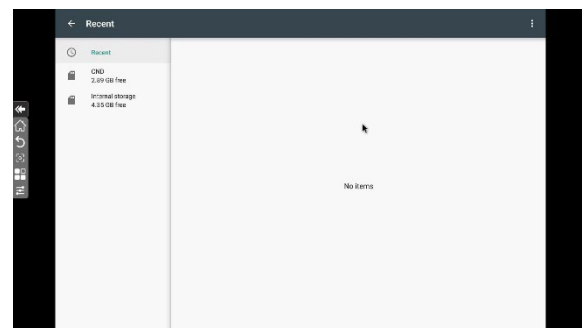 Recent
Recent
CND
2.89 GB free
Internal storage
4.35 GB free
No items